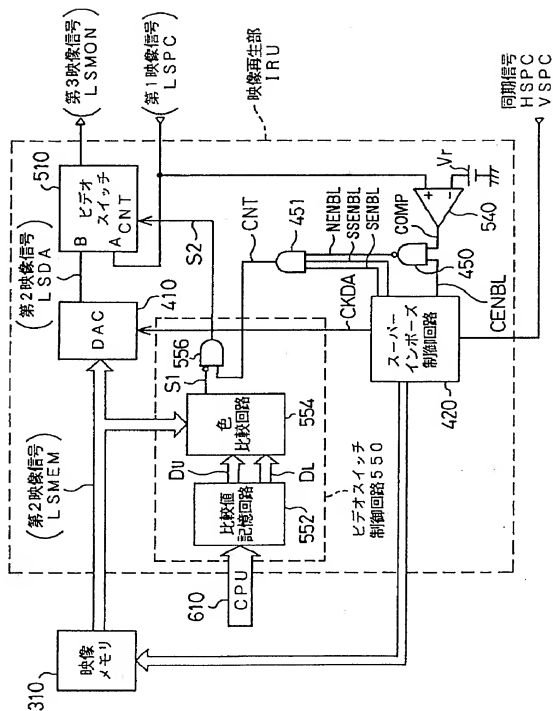 310
映像
メモリ
(第2映像信号
LSMEM)
(第2映像信号
LSDA)
DAC
410
510
ビデオ
スイッチ
B
A
CNT
(第3映像信号
LSMON)
(第1映像信号
LSPC)
映像再生部
IRU
S2
S1
556
CNT
451
NENBL
SSENBL
SENBL
COMP
Vr
+
-
540
450
CENBL
CKDA
スーパー
インポーズ
制御回路
420
同期信号
HSPC
VSPC
610
CPU
比較値
記憶回路
552
DU
DL
色
比較回路
554
ビデオスイッチ
制御回路550